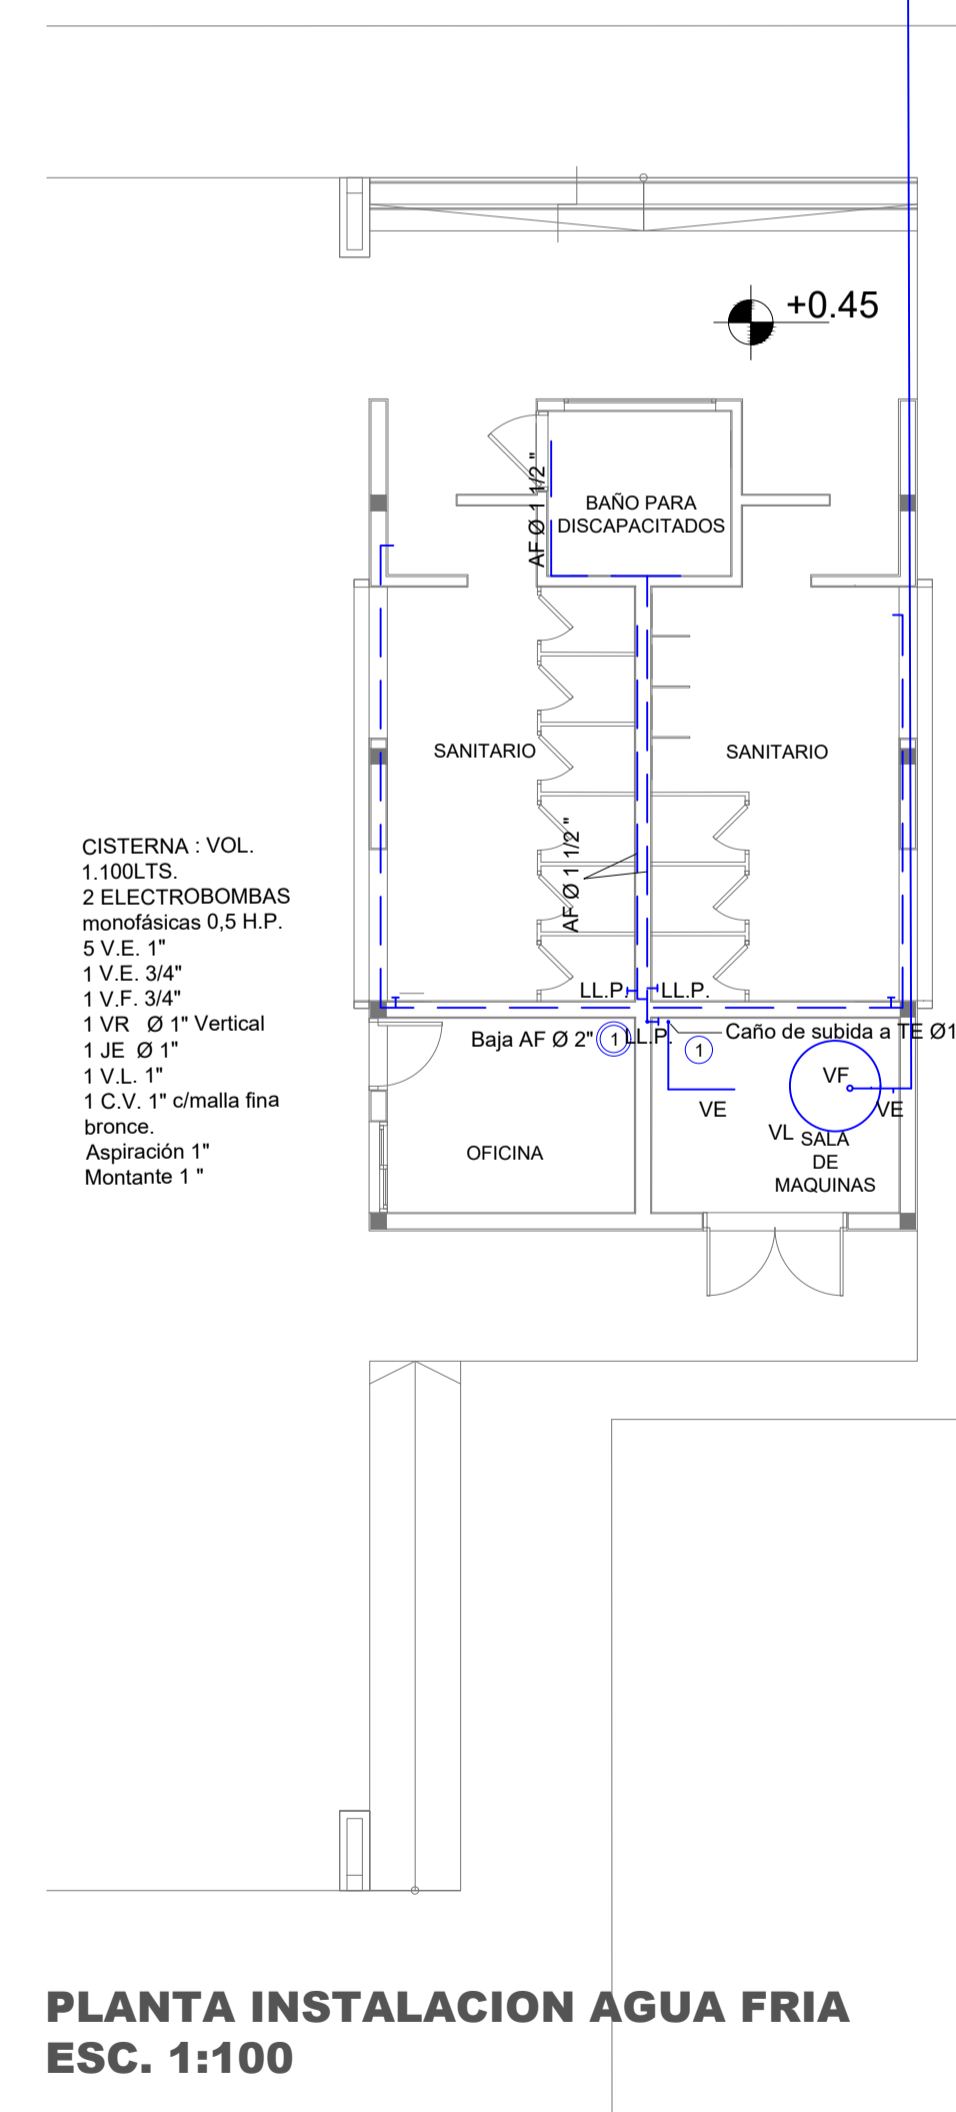 +0.45
AF Ø 1 1/2 "
BAÑO PARA
DISCAPACITADOS
SANITARIO
SANITARIO
AF Ø 1 1/2 "
CISTERNA : VOL.
1.100LTS.
2 ELECTROBOMBAS
monofásicas 0,5 H.P.
5 V.E. 1"
1 V.E. 3/4"
1 V.F. 3/4"
1 VR Ø 1" Vertical
1 JE Ø 1"
1 V.L. 1"
1 C.V. 1" c/malla fina
bronce.
Aspiración 1"
Montante 1 "
LL.P.
LL.P.
Baja AF Ø 2"
1
LL.P.
1
Caño de subida a TE Ø1
VF
VE
VE
VL
SALA
DE
MAQUINAS
OFICINA
PLANTA INSTALACION AGUA FRIA
ESC. 1:100